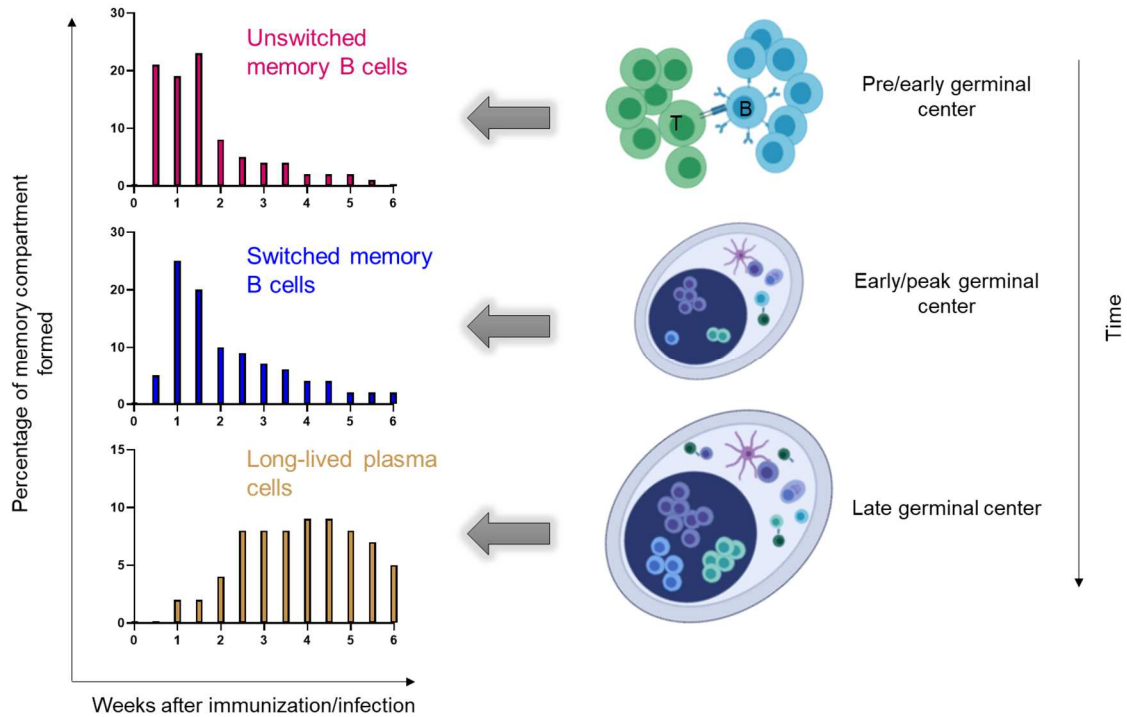 Percentage of memory compartment
formed
30
20
10
0
Unswitched
memory B cells
0 1 2 3 4 5 6
T
B
Pre/early germinal
center
30
20
10
0
Switched memory
B cells
0 1 2 3 4 5 6
Early/peak germinal
center
Time
15
10
5
0
Long-lived plasma
cells
0 1 2 3 4 5 6
Late germinal center
Weeks after immunization/infection